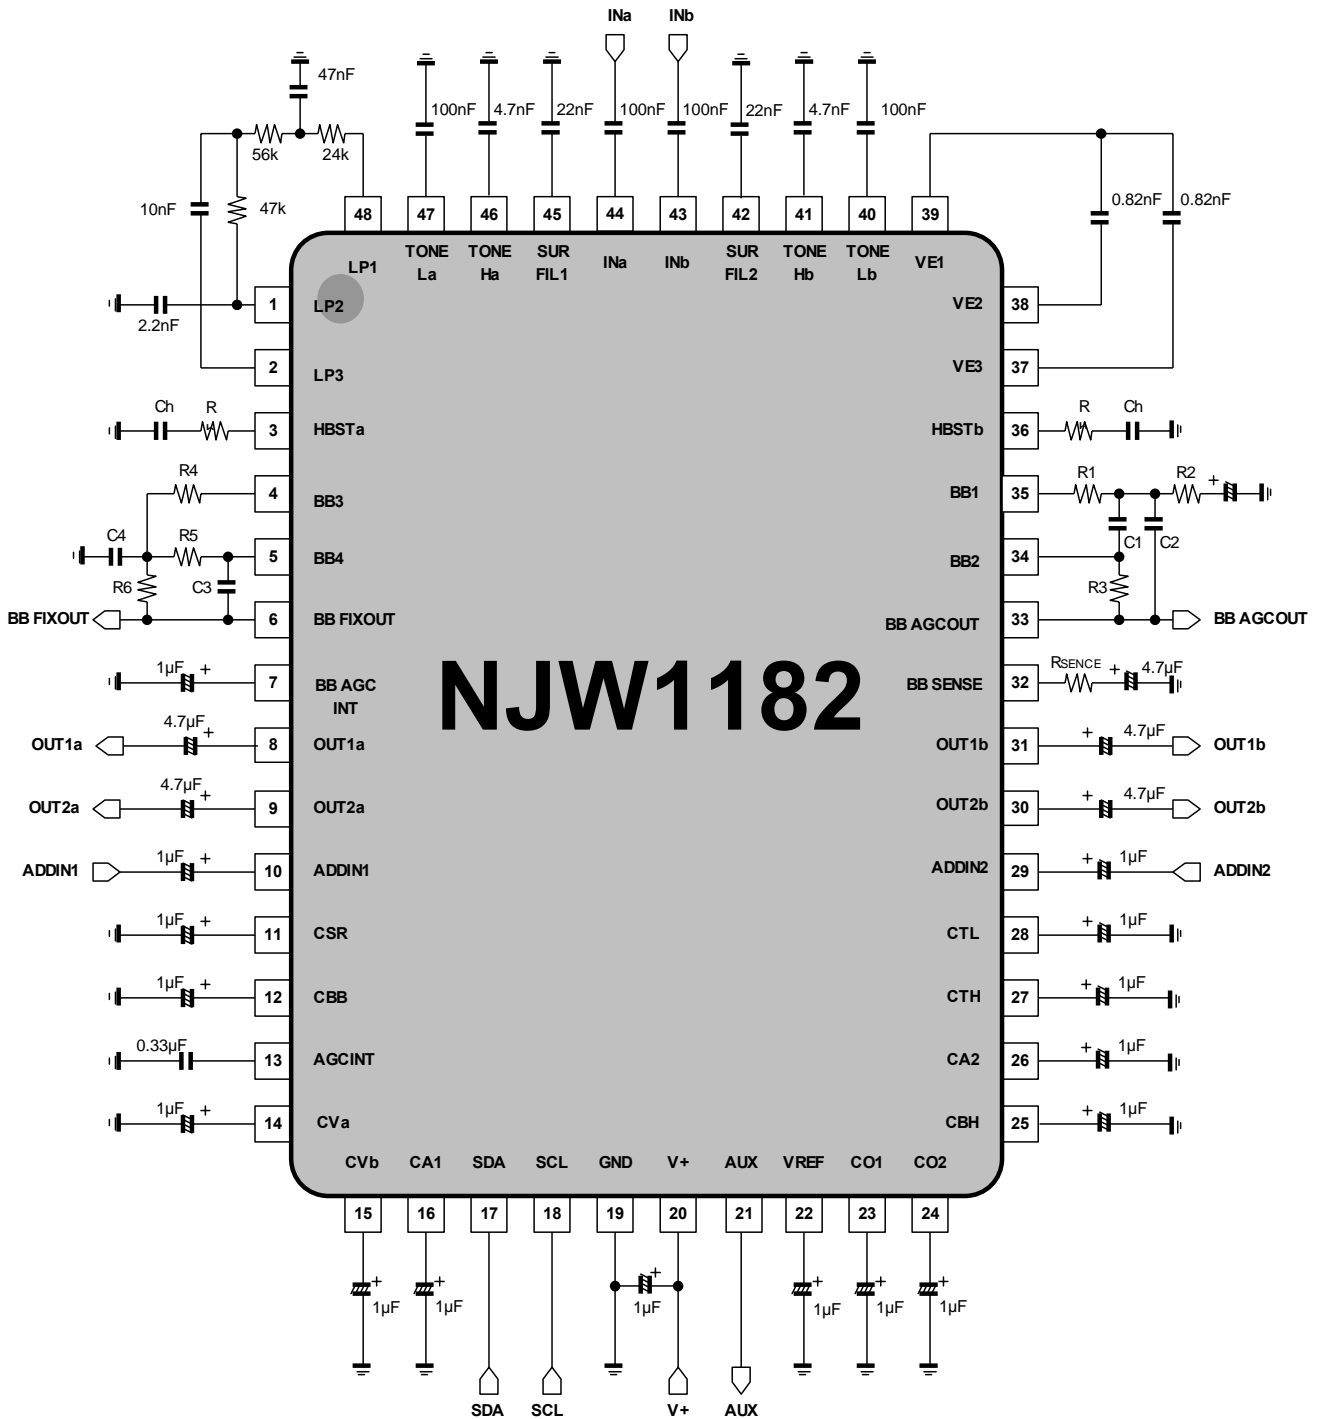 INa INb
47nF
100nF 4.7nF 22nF 100nF 100nF 22nF 4.7nF 100nF
56k 24k
10nF 47k 0.82nF 0.82nF
48 47 46 45 44 43 42 41 40 39
LP1 TONE La TONE Ha SUR FIL1 INa INb SUR FIL2 TONE Hb TONE Lb VE1
1 LP2 VE2 38
2.2nF
2 LP3 VE3 37
Ch R R Ch
3 HBSTa HBSTb 36
R4 R1 R2 +
4 BB3 BB1 35
C4 R5 C1 C2
5 BB4 BB2 34
R6 C3 R3
BB FIXOUT 6 BB FIXOUT BB AGCOUT 33 BB AGCOUT
1µF + RSENCE + 4.7µF
7 BB AGC INT BB SENSE 32
NJW1182
4.7µF + + 4.7µF
OUT1a 8 OUT1a OUT1b 31 OUT1b
4.7µF + + 4.7µF
OUT2a 9 OUT2a OUT2b 30 OUT2b
1µF + + 1µF
ADDIN1 10 ADDIN1 ADDIN2 29 ADDIN2
1µF + + 1µF
11 CSR CTL 28
1µF + + 1µF
12 CBB CTH 27
0.33µF + 1µF
13 AGCINT CA2 26
1µF + + 1µF
14 CVa CBH 25
CVb CA1 SDA SCL GND V+ AUX VREF CO1 CO2
15 16 17 18 19 20 21 22 23 24
+ + + + + +
1µF 1µF 1µF 1µF 1µF 1µF
SDA SCL V+ AUX